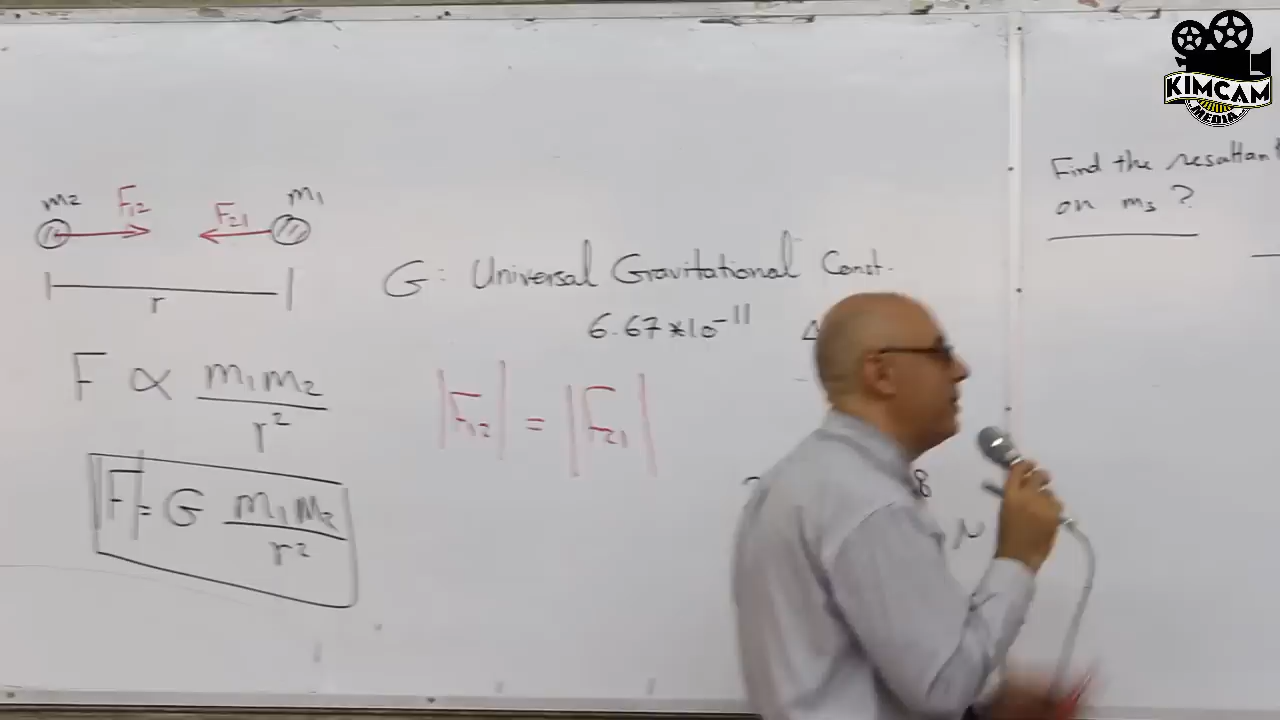 m2 F12 F21 m1
r
F ∝ m1m2 / r²
|F| = G m1m2 / r²
G: Universal Gravitational Const.
6.67*10^-11
|F12| = |F21|
8
N
Find the
on m3 ?
KIMCAM
MEDIA